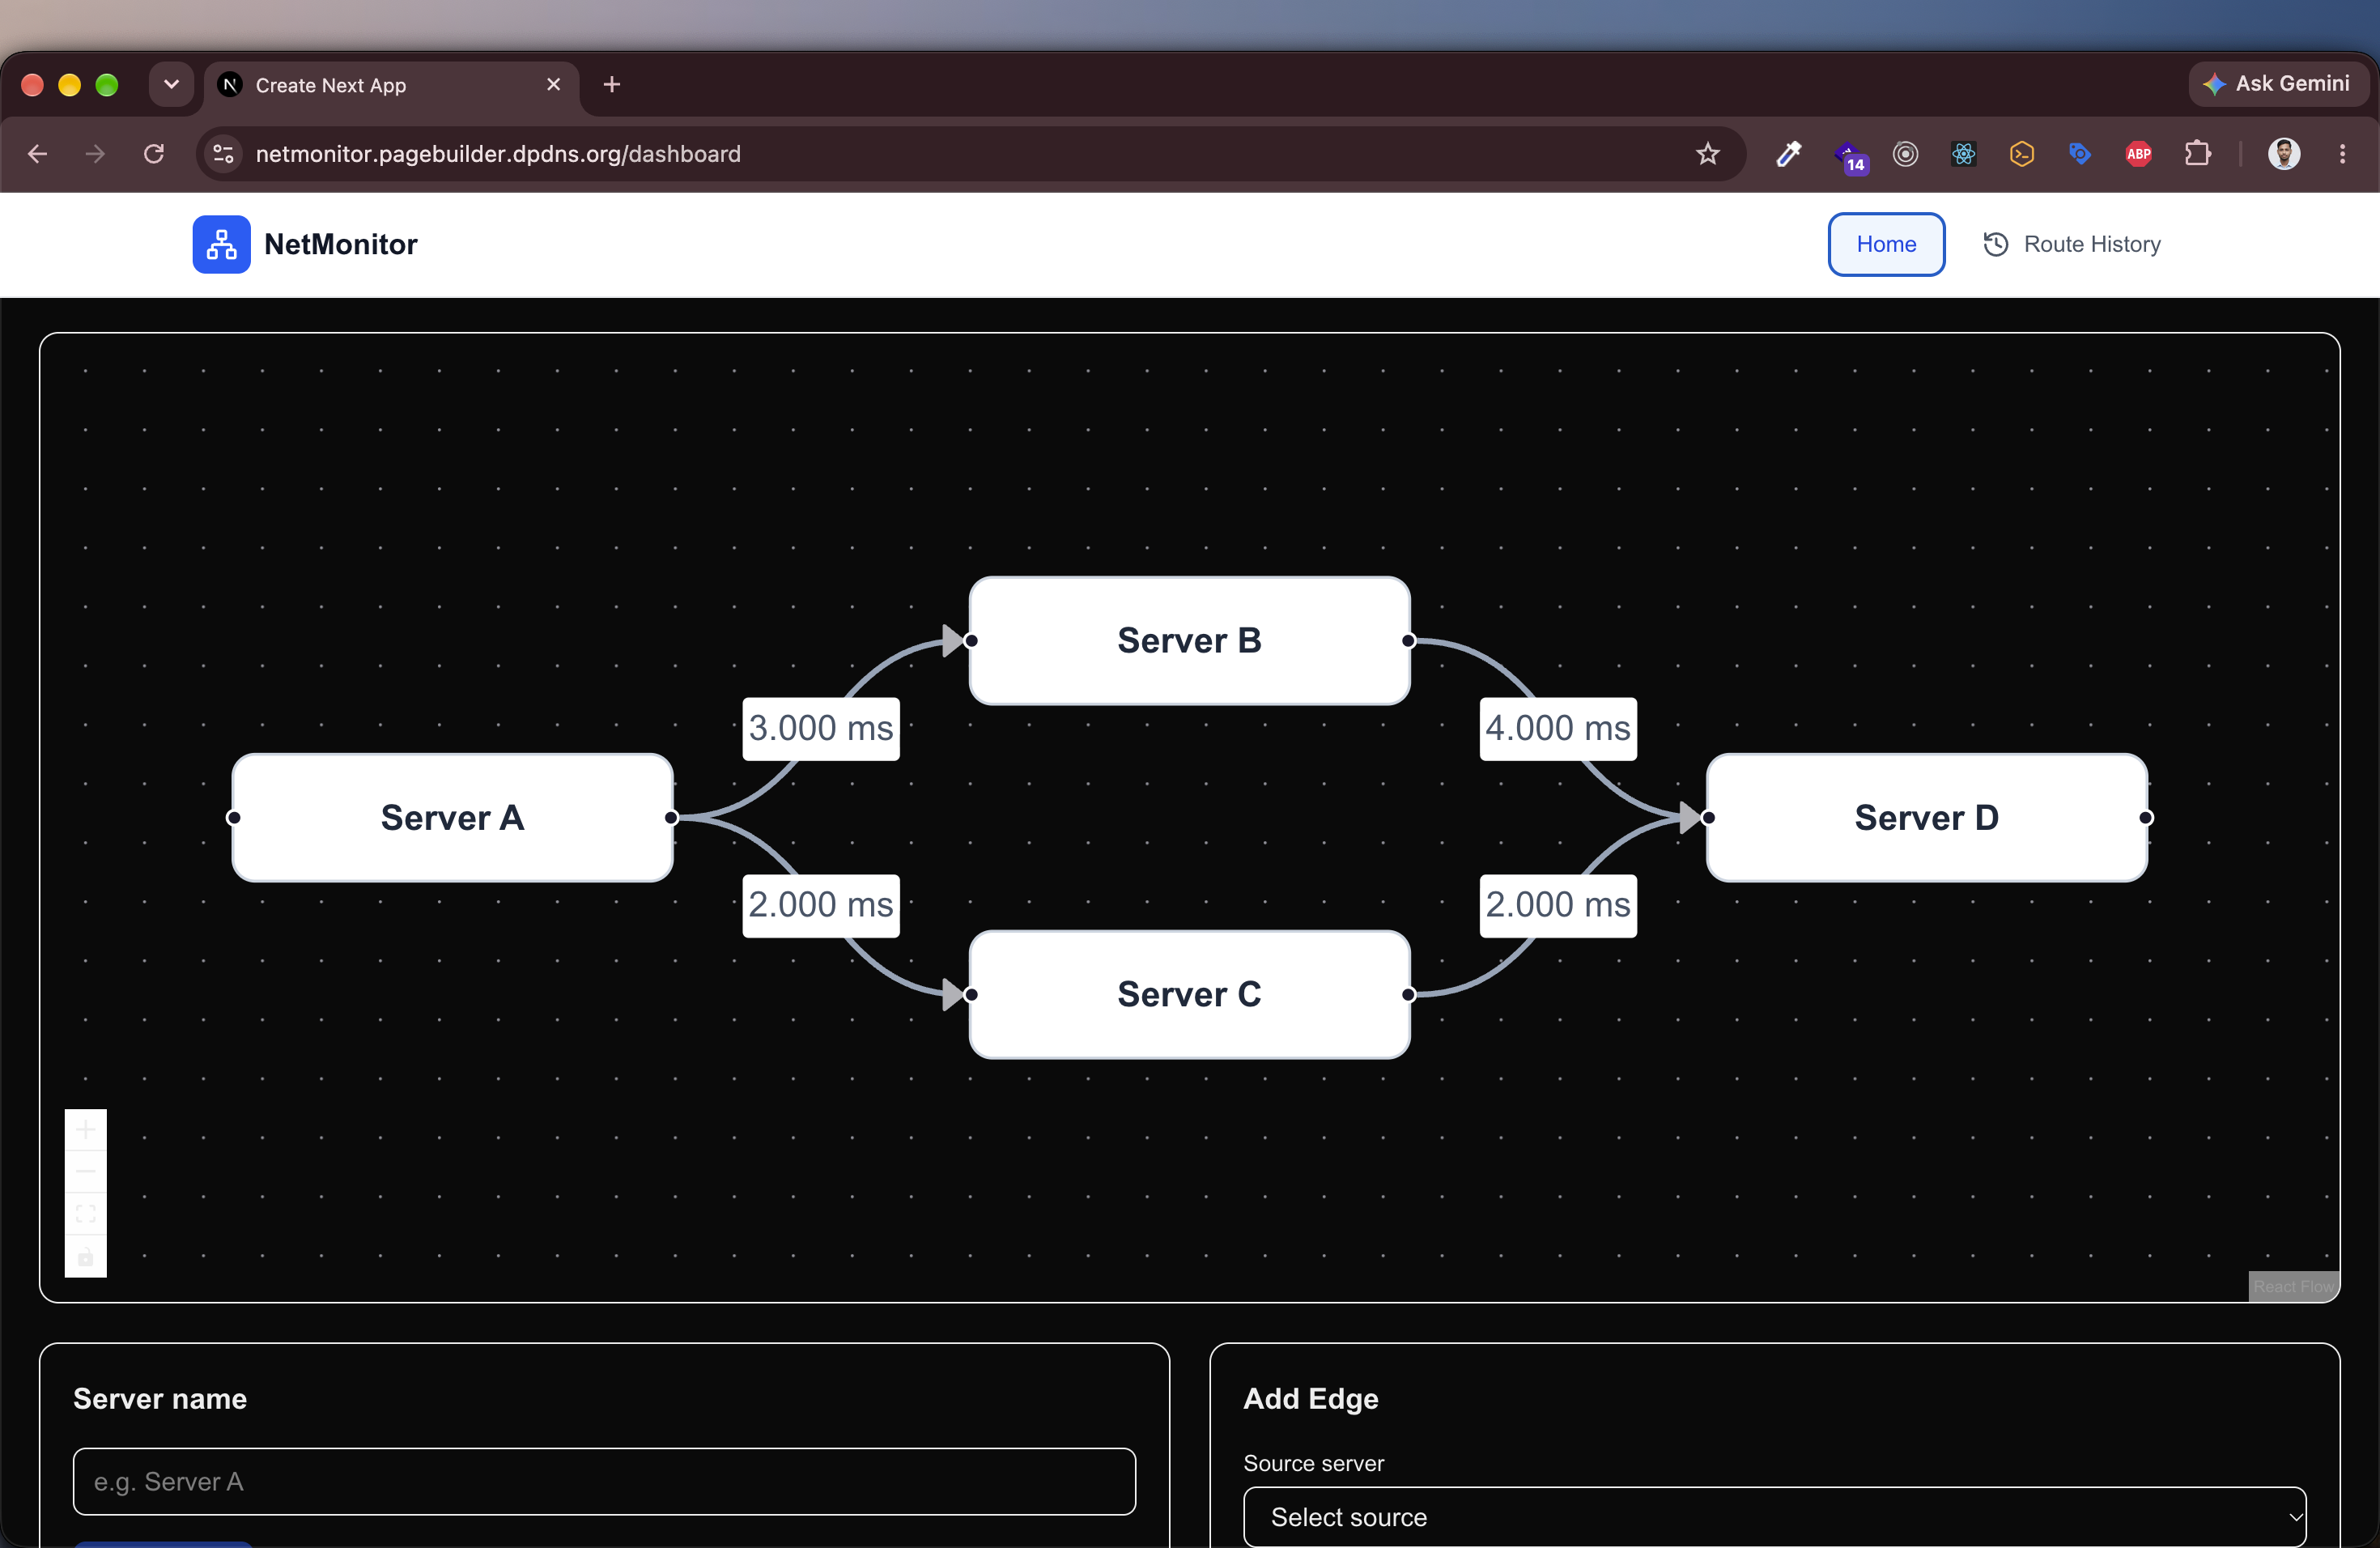 Create Next App
Ask Gemini
netmonitor.pagebuilder.dpdns.org/dashboard
14
ABP
NetMonitor
Home
Route History
Server B
3.000 ms
4.000 ms
Server A
Server D
2.000 ms
2.000 ms
Server C
React Flow
Server name
e.g. Server A
Add Edge
Source server
Select source